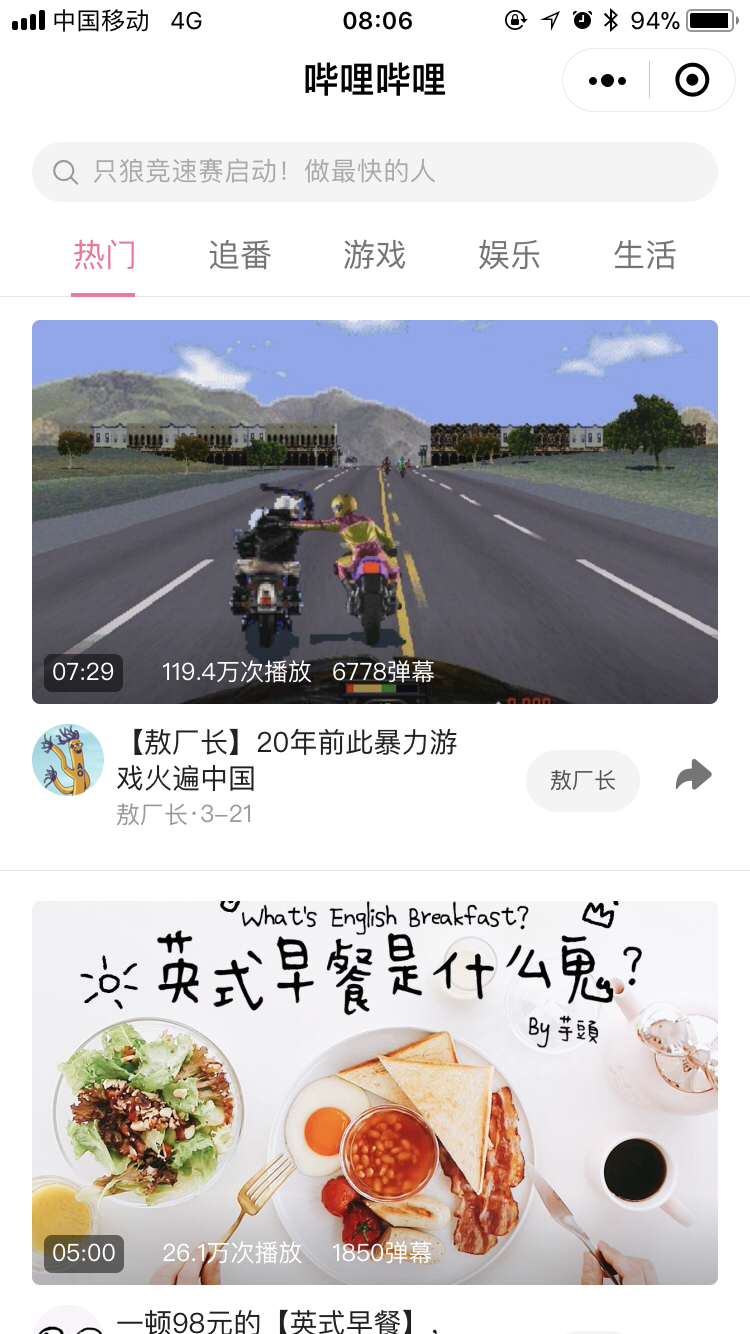 中国移动 4G 08:06 94%
哔哩哔哩
只狼竞速赛启动！做最快的人
热门 追番 游戏 娱乐 生活
07:29 119.4万次播放 6778弹幕
【敖厂长】20年前此暴力游
戏火遍中国
敖厂长·3-21
敖厂长
What's English Breakfast?
英式早餐是什么鬼?
By 芋頭
05:00 26.1万次播放 1850弹幕
一顿98元的【英式早餐】,